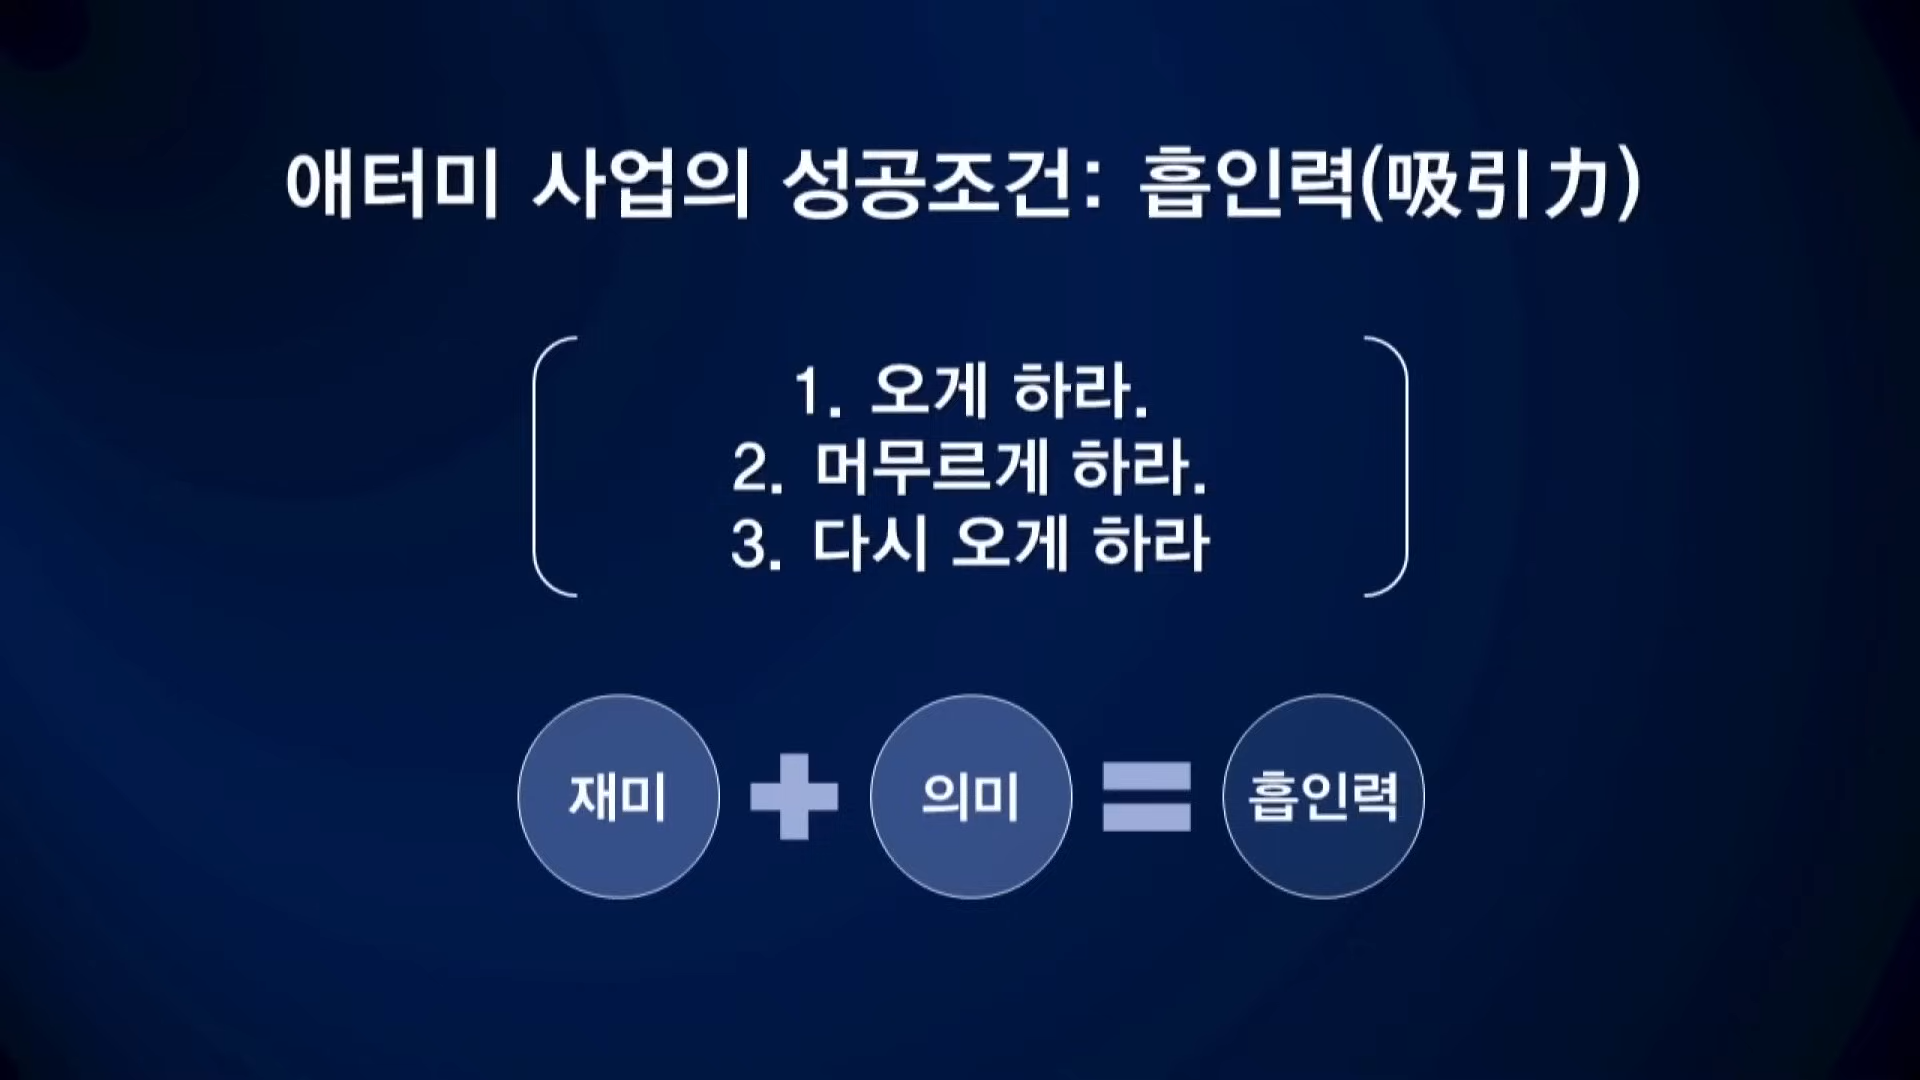 애터미 사업의 성공조건: 흡인력(吸引力)
1. 오게 하라.
2. 머무르게 하라.
3. 다시 오게 하라
재미 + 의미 = 흡인력